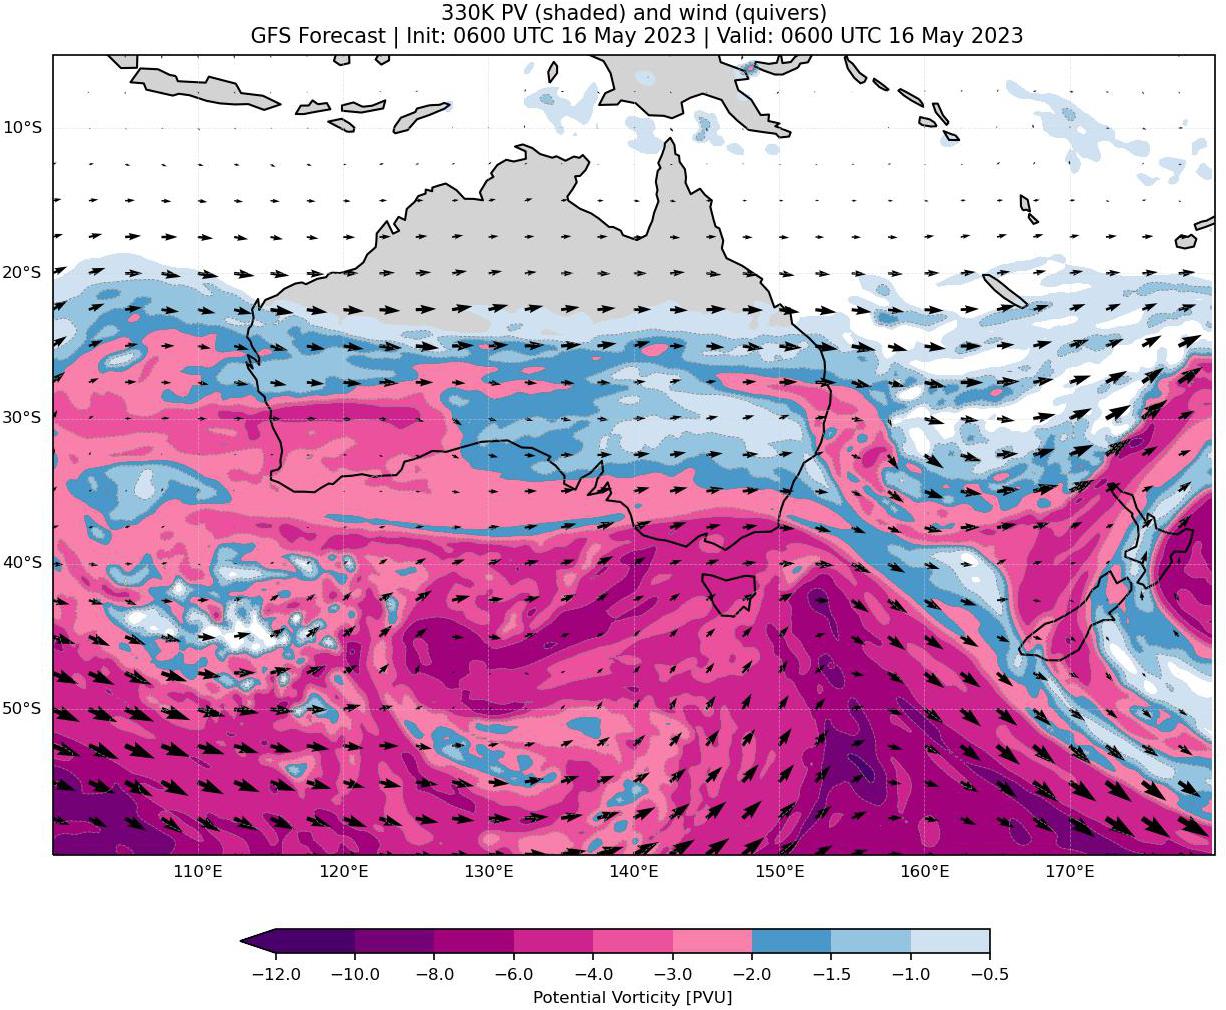 330K PV (shaded) and wind (quivers)
GFS Forecast | Init: 0600 UTC 16 May 2023 | Valid: 0600 UTC 16 May 2023
10°S
20°S
30°S
40°S
50°S
110°E 120°E 130°E 140°E 150°E 160°E 170°E
−12.0 −10.0 −8.0 −6.0 −4.0 −3.0 −2.0 −1.5 −1.0 −0.5
Potential Vorticity [PVU]